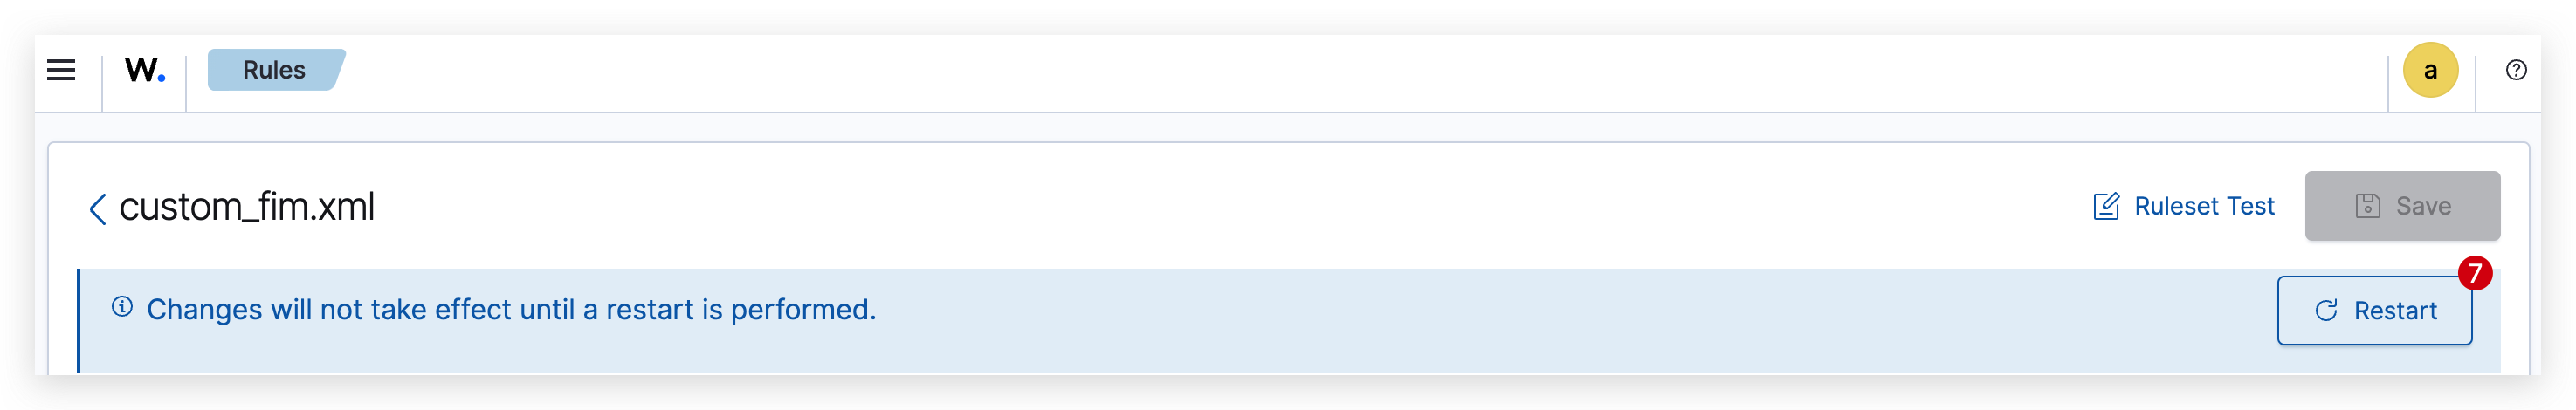 W. Rules a
custom_fim.xml Ruleset Test Save
7
Changes will not take effect until a restart is performed. Restart